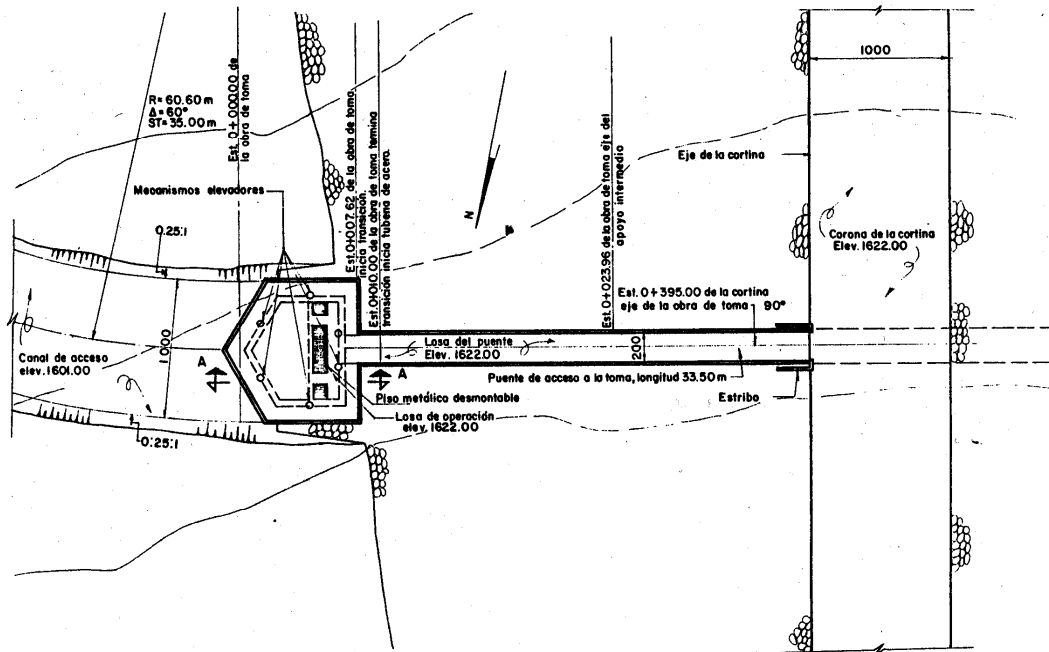 R= 60.60 m
Δ= 60°
ST= 35.00 m
Est. 0+000.00 de
la obra de toma
Mecanismos elevadores
0.25:1
Est. 0+007.62 de la obra de toma,
inicia transición.
Est. 0+010.00 de la obra de toma termina
transición inicia tubería de acero.
N
Est. 0+023.96 de la obra de toma eje del
apoyo intermedio
1000
Eje de la cortina
Corona de la cortina
Elev. 1622.00
Est. 0+395.00 de la cortina
eje de la obra de toma
90°
Canal de acceso
elev. 1601.00
1000
A
Losa del puente
Elev. 1622.00
A
200
Puente de acceso a la toma, longitud 33.50 m
Piso metálico desmontable
Estribo
Losa de operación
elev. 1622.00
0.25:1